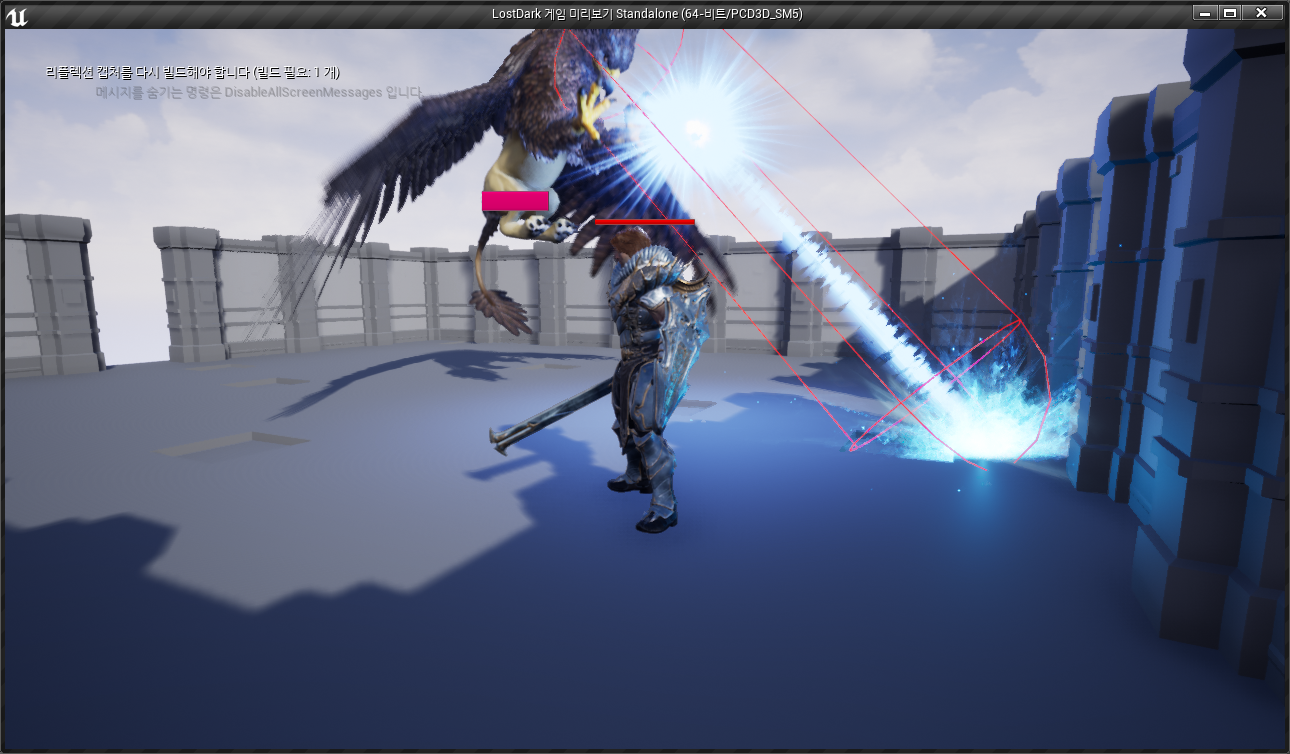 LostDark 게임 미리보기 Standalone (64-비트/PCD3D_SM5)
리플렉션 캡처를 다시 빌드해야 합니다 (빌드 필요: 1 개)
메시지를 숨기는 명령은 DisableAllScreenMessages 입니다.